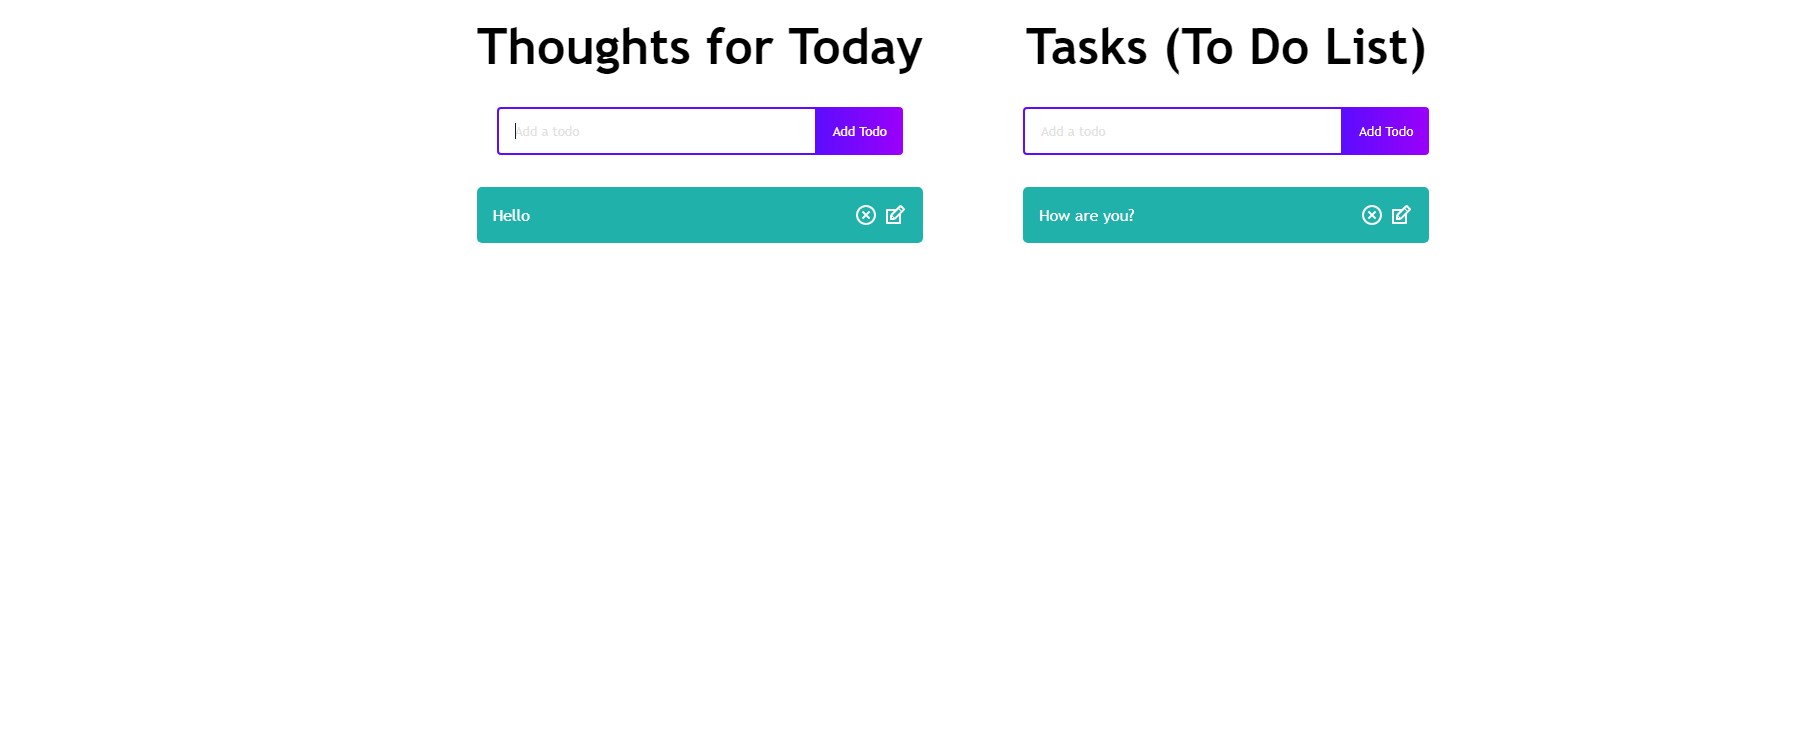 Thoughts for Today
Add a todo
Add Todo
Hello
Tasks (To Do List)
Add a todo
Add Todo
How are you?